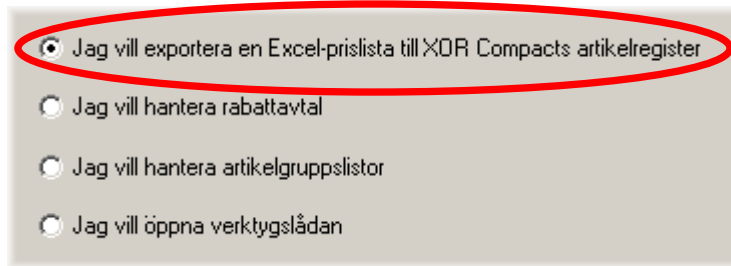 Jag vill exportera en Excel-prislista till XOR Compacts artikelregister
Jag vill hantera rabattavtal
Jag vill hantera artikelgruppslistor
Jag vill öppna verktygslådan